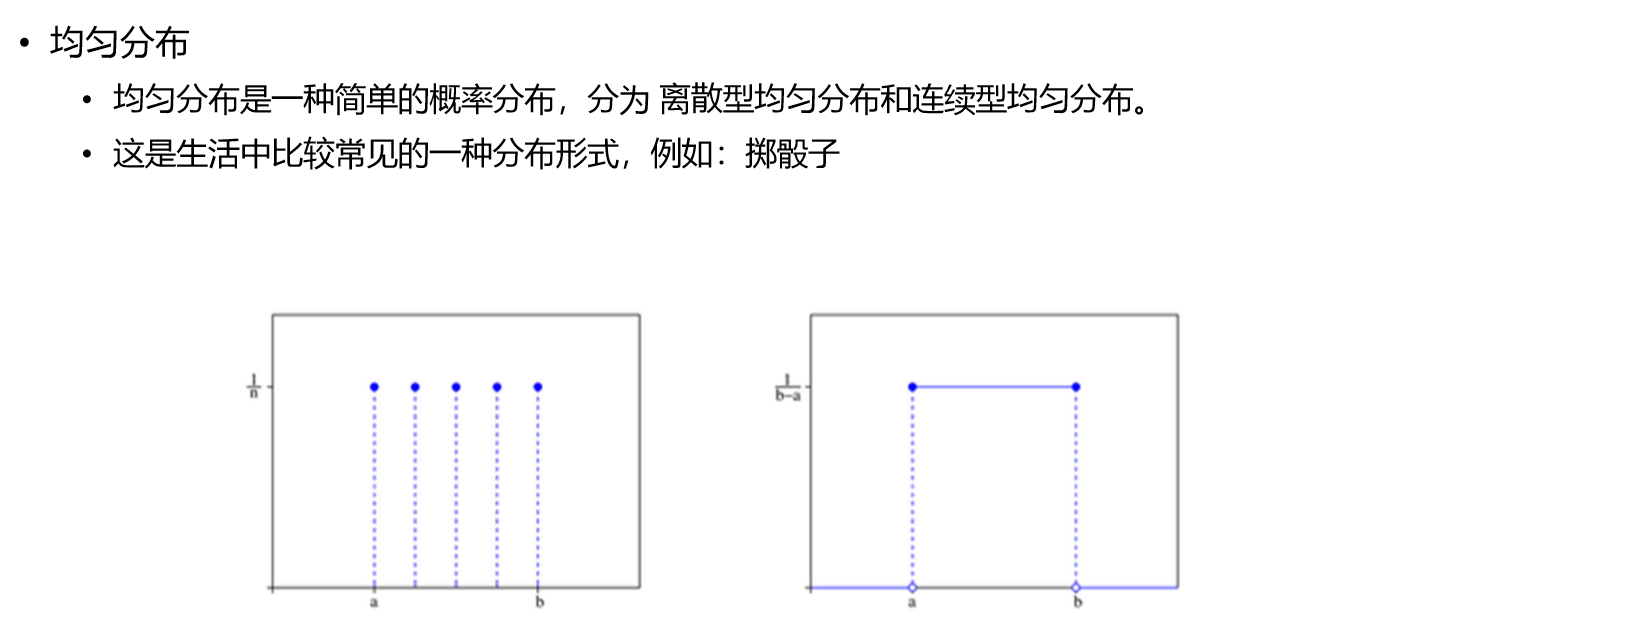 • 均匀分布
• 均匀分布是一种简单的概率分布，分为 离散型均匀分布和连续型均匀分布。
• 这是生活中比较常见的一种分布形式，例如：掷骰子
1
n
a
b
1
b-a
a
b